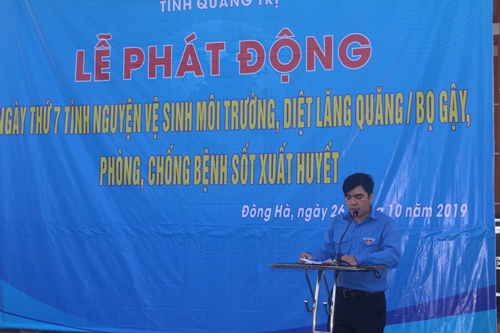 TỈNH QUẢNG TRỊ
LỄ PHÁT ĐỘNG
NGÀY THỨ 7 TÌNH NGUYỆN VỆ SINH MÔI TRƯỜNG, DIỆT LĂNG QUĂNG / BỌ GẬY,
PHÒNG, CHỐNG BỆNH SỐT XUẤT HUYẾT
Đông Hà, ngày 26 10 năm 2019